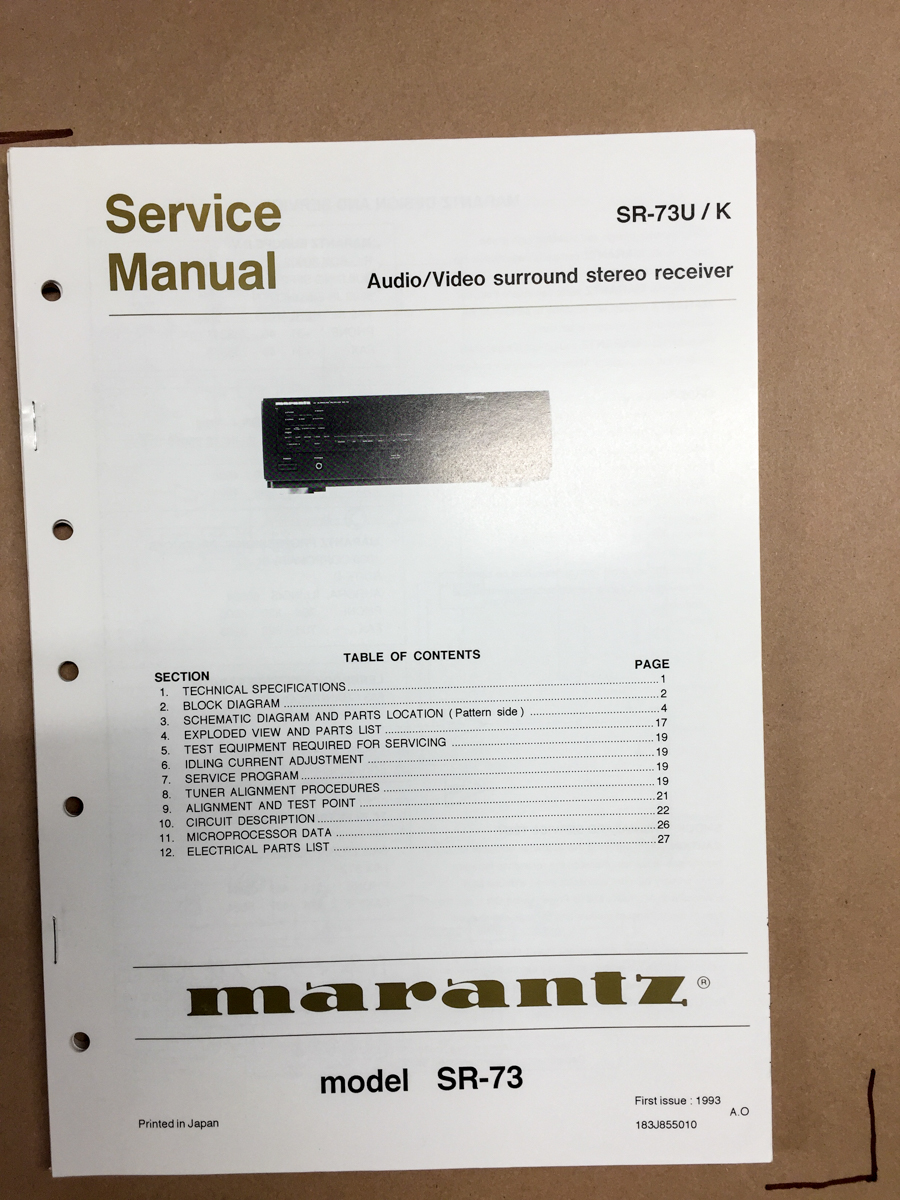 Service
Manual
SR-73U / K
Audio/Video surround stereo receiver
marantz
TABLE OF CONTENTS
SECTION PAGE
1. TECHNICAL SPECIFICATIONS ........ 1
2. BLOCK DIAGRAM ........ 2
3. SCHEMATIC DIAGRAM AND PARTS LOCATION ( Pattern side ) ........ 4
4. EXPLODED VIEW AND PARTS LIST ........ 17
5. TEST EQUIPMENT REQUIRED FOR SERVICING ........ 19
6. IDLING CURRENT ADJUSTMENT ........ 19
7. SERVICE PROGRAM ........ 19
8. TUNER ALIGNMENT PROCEDURES ........ 19
9. ALIGNMENT AND TEST POINT ........ 21
10. CIRCUIT DESCRIPTION ........ 22
11. MICROPROCESSOR DATA ........ 26
12. ELECTRICAL PARTS LIST ........ 27
marantz ®
model SR-73
Printed in Japan
First issue : 1993
A.O
183J855010